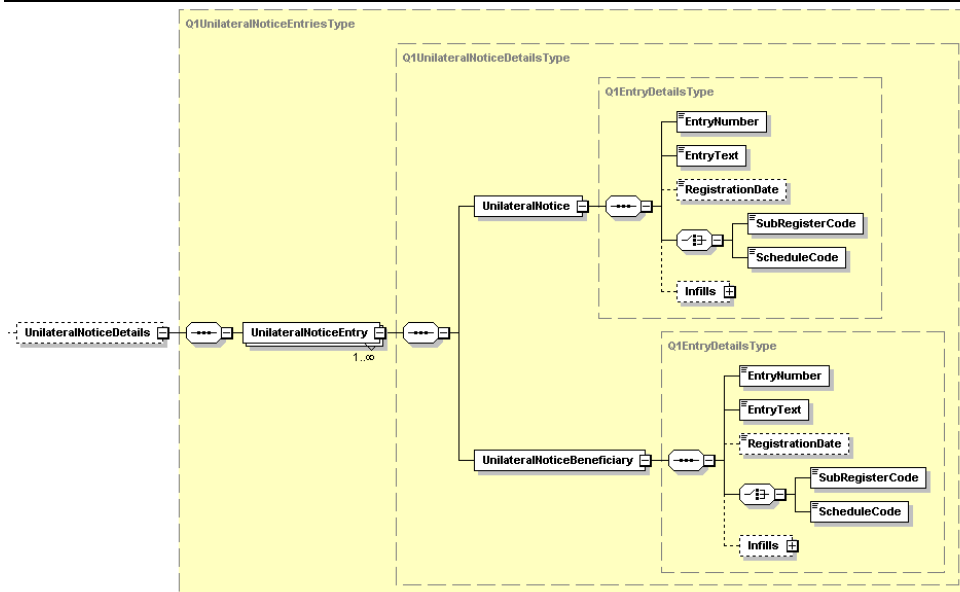 Q1UnilateralNoticeEntriesType
Q1UnilateralNoticeDetailsType
Q1EntryDetailsType
EntryNumber
EntryText
RegistrationDate
UnilateralNotice
SubRegisterCode
ScheduleCode
Infills
UnilateralNoticeDetails
UnilateralNoticeEntry
1..∞
Q1EntryDetailsType
EntryNumber
EntryText
RegistrationDate
UnilateralNoticeBeneficiary
SubRegisterCode
ScheduleCode
Infills